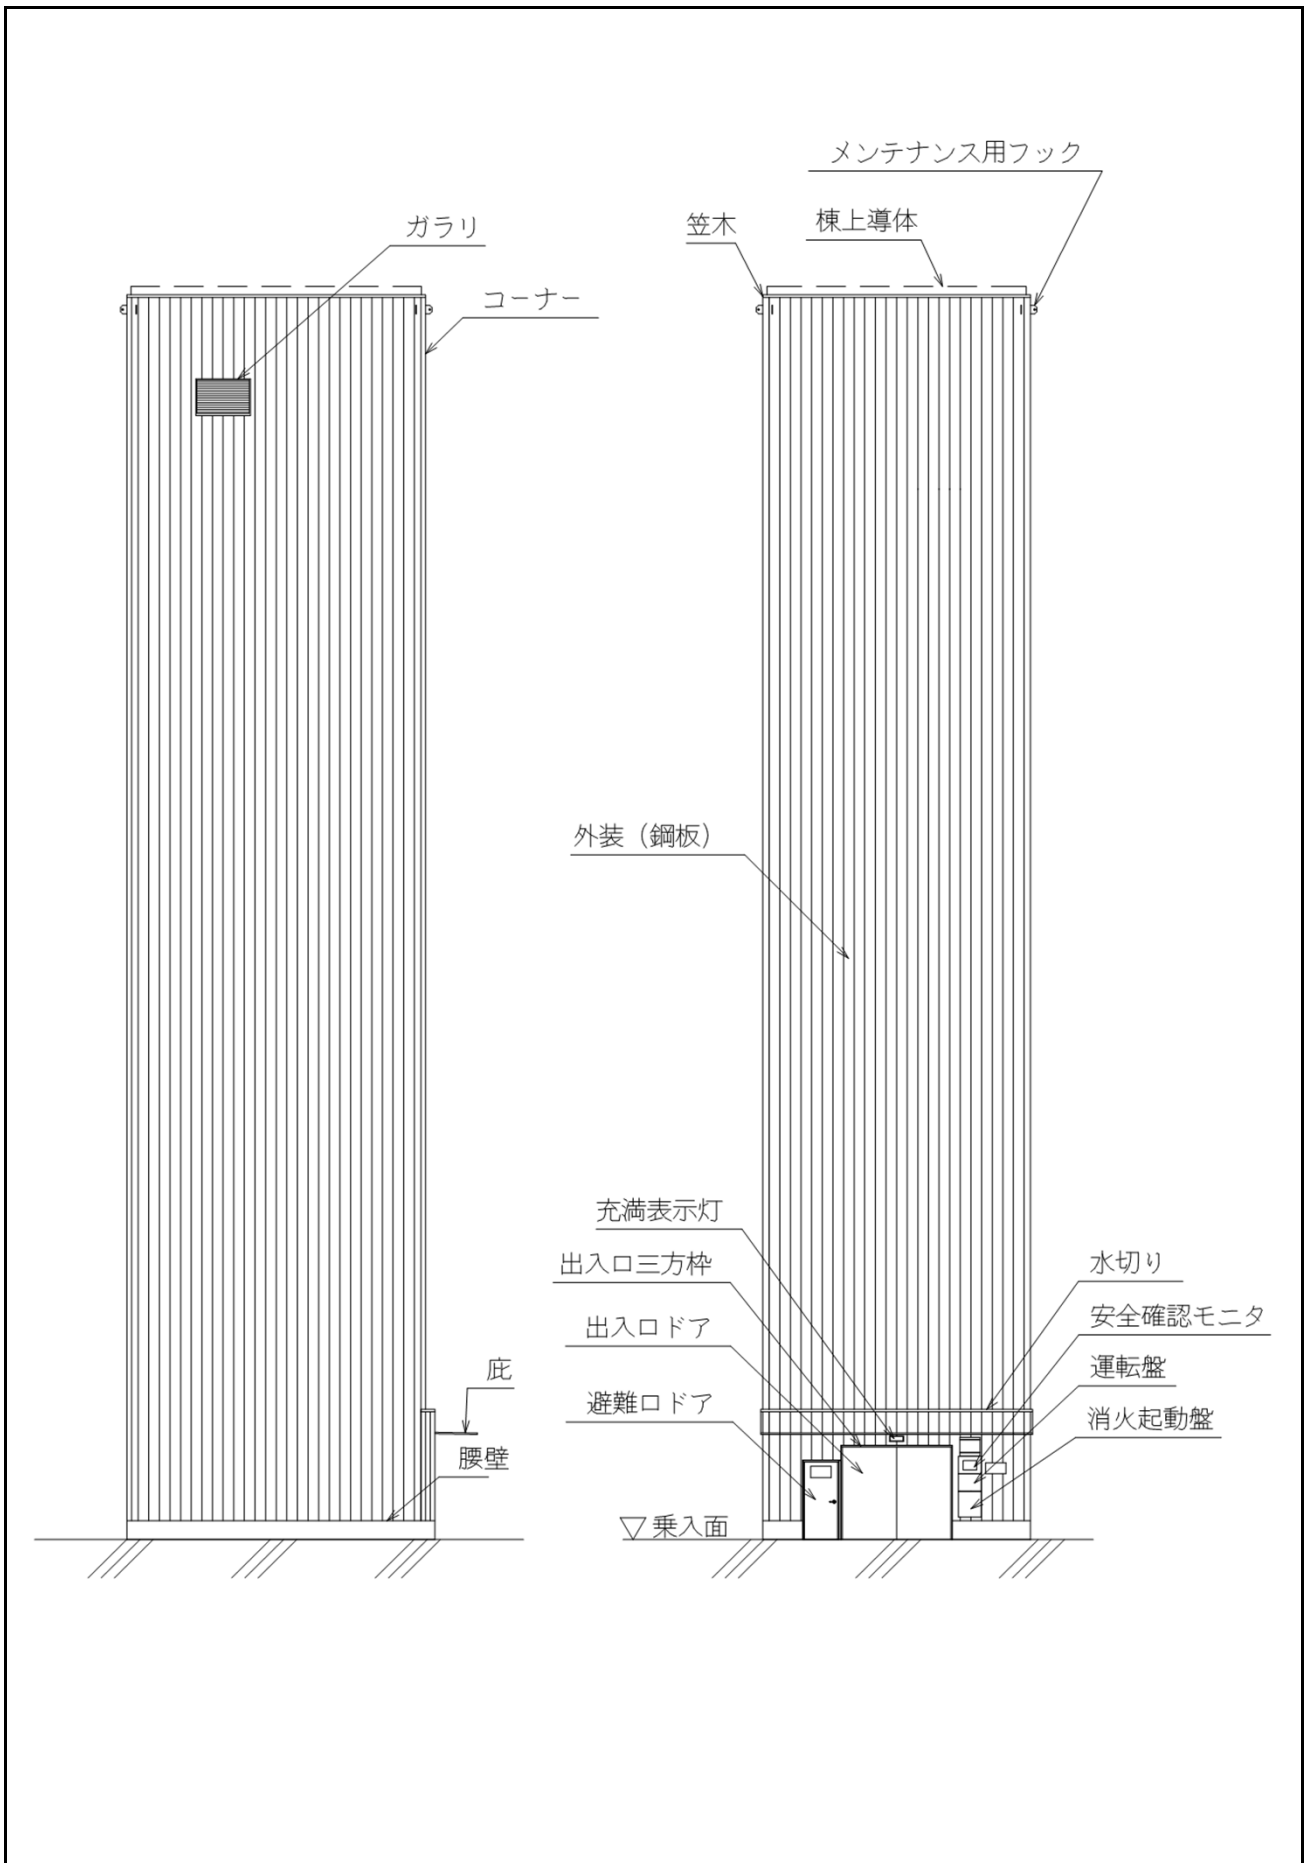 メンテナンス用フック
ガラリ
笠木
棟上導体
コーナー
外装（鋼板）
充満表示灯
出入口三方枠
水切り
出入口ドア
安全確認モニタ
庇
運転盤
避難口ドア
消火起動盤
腰壁
▽乗入面